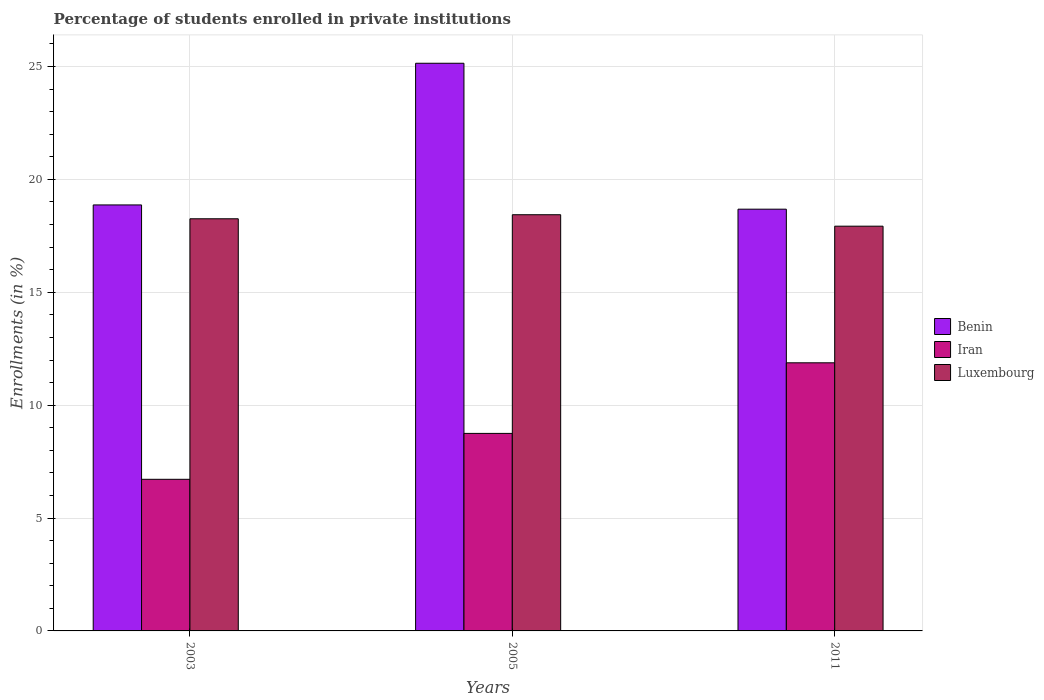 Percentage of students enrolled in private institutions
Enrollments (in %)
25
20
15
10
5
0
2003
2005
2011
Years
Benin
Iran
Luxembourg